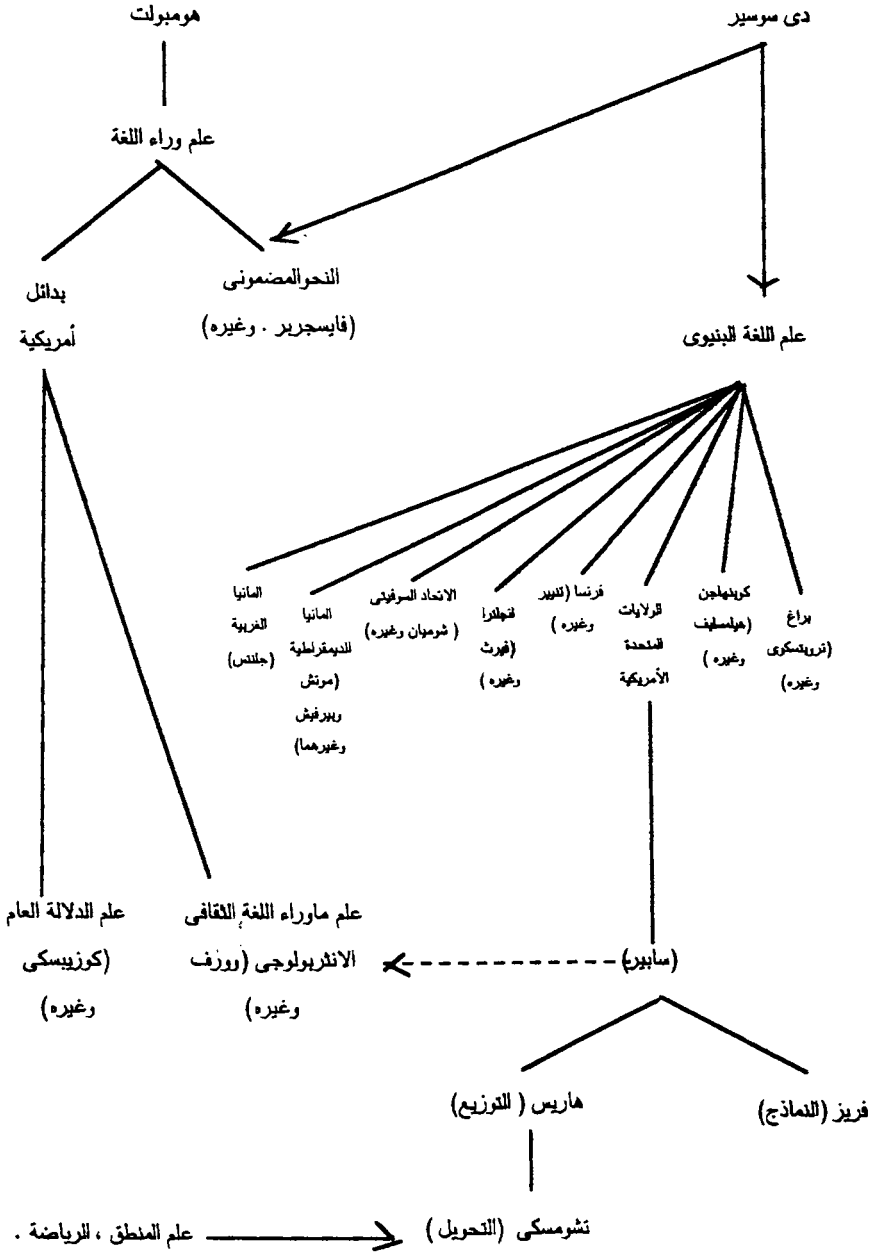 دى سوسير
هومبولت
علم وراء اللغة
النحوالمضمونى
(فايسجربر . وغيره)
بدائل
أمريكية
علم اللغة البنيوى
براغ
(تروبتسكوى
وغيره)
كوبنهاجن
(هيلمسليف
وغيره )
الولايات
المتحدة
الأمريكية
فرنسا (تنيير
وغيره )
انجلترا
(فيرث
وغيره )
الاتحاد السوفيتى
( شوميان وغيره)
المانيا
الديمقراطية
(موتش
وبيرفيش
وغيرهما)
المانيا
الغربية
(جلنتس)
(سابير)
علم ماوراء اللغة الثقافى
الانثربولوجى (وورف
وغيره )
علم الدلالة العام
(كوزيبسكى
وغيره)
فريز (النماذج)
هاريس ( التوزيع)
تشومسكى (التحويل )
علم المنطق ، الرياضة .